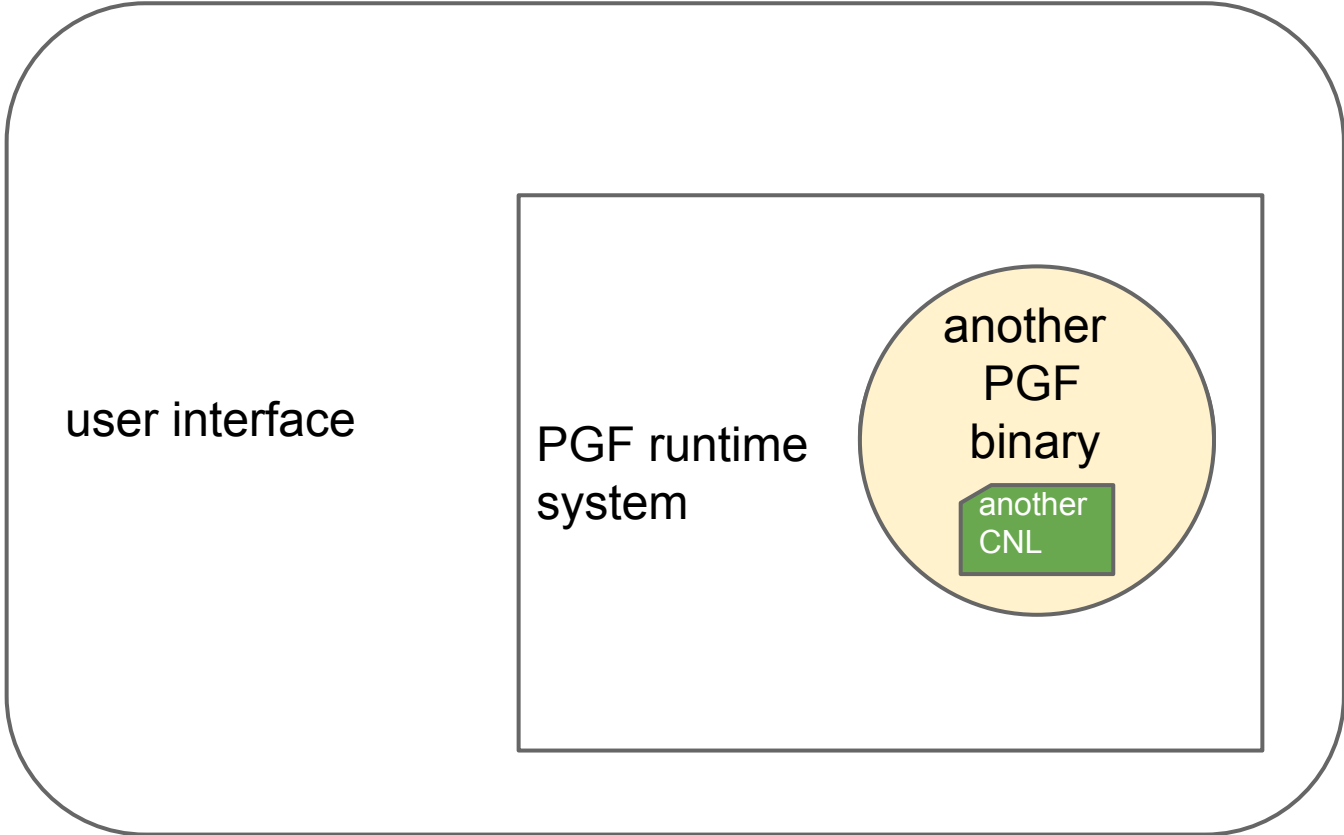 user interface
PGF runtime
system
another
PGF
binary
another
CNL